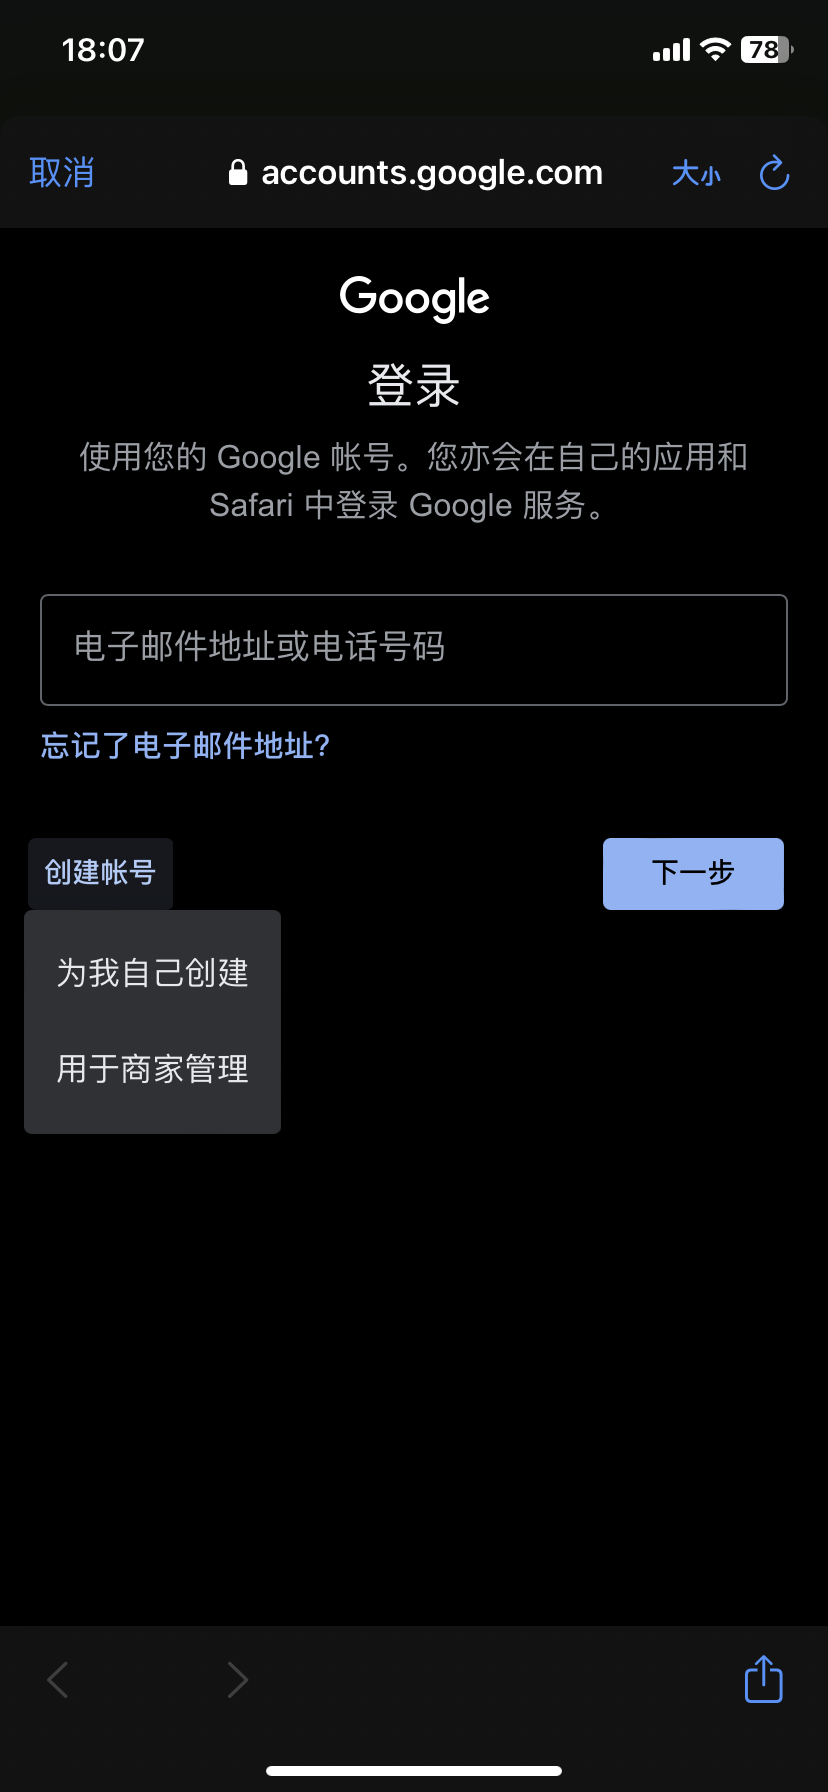 18:07
78
取消
accounts.google.com
大小
Google
登录
使用您的 Google 帐号。您亦会在自己的应用和
Safari 中登录 Google 服务。
电子邮件地址或电话号码
忘记了电子邮件地址?
创建帐号
下一步
为我自己创建
用于商家管理